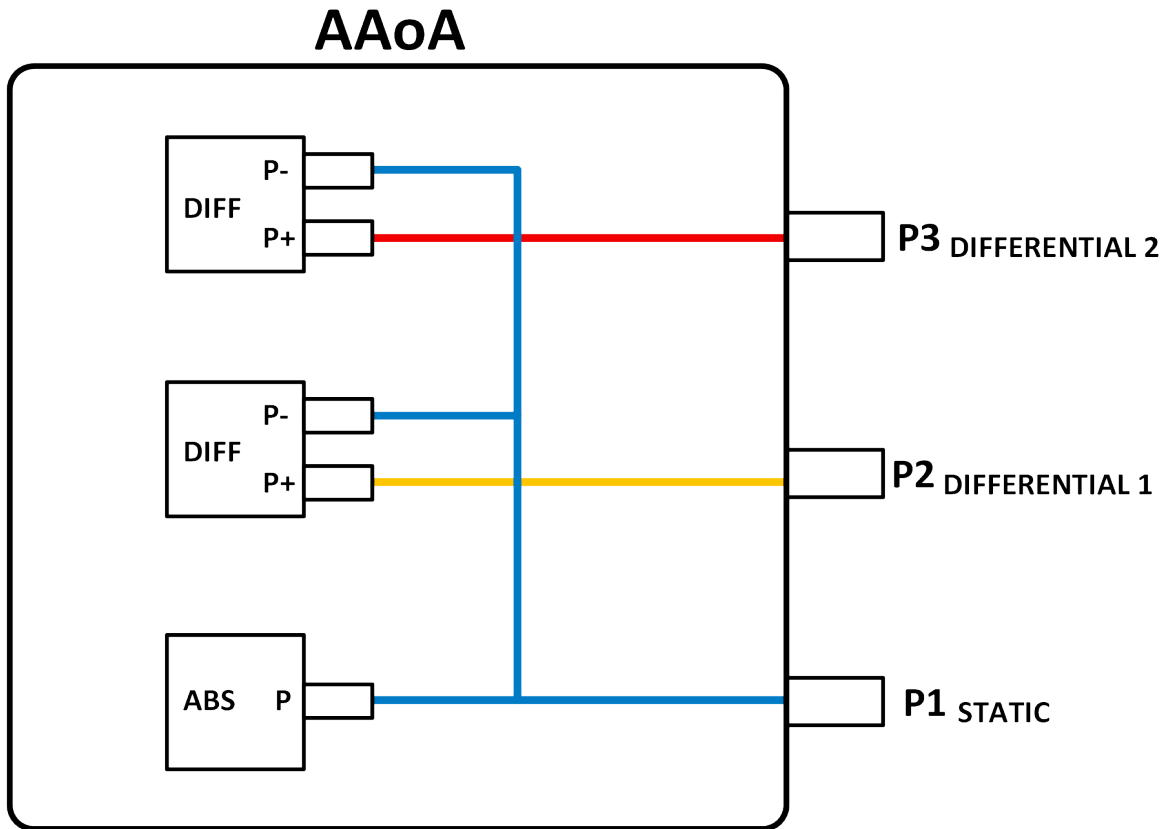 AAoA
P-
DIFF
P+
P3 DIFFERENTIAL 2
P-
DIFF
P+
P2 DIFFERENTIAL 1
ABS P
P1 STATIC